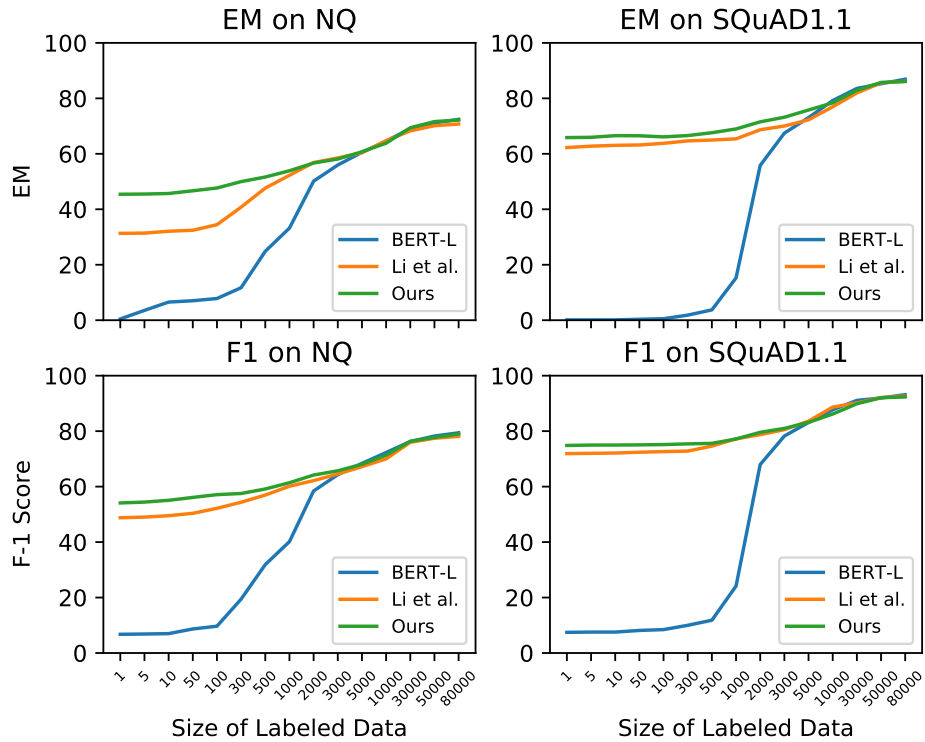 EM on NQ
EM on SQuAD1.1
100
80
60
40
20
0
EM
BERT-L
Li et al.
Ours
100
80
60
40
20
0
BERT-L
Li et al.
Ours
F1 on NQ
F1 on SQuAD1.1
100
80
60
40
20
0
F-1 Score
BERT-L
Li et al.
Ours
1
5
10
50
100
300
500
1000
2000
3000
5000
10000
30000
50000
80000
Size of Labeled Data
100
80
60
40
20
0
BERT-L
Li et al.
Ours
1
5
10
50
100
300
500
1000
2000
3000
5000
10000
30000
50000
80000
Size of Labeled Data